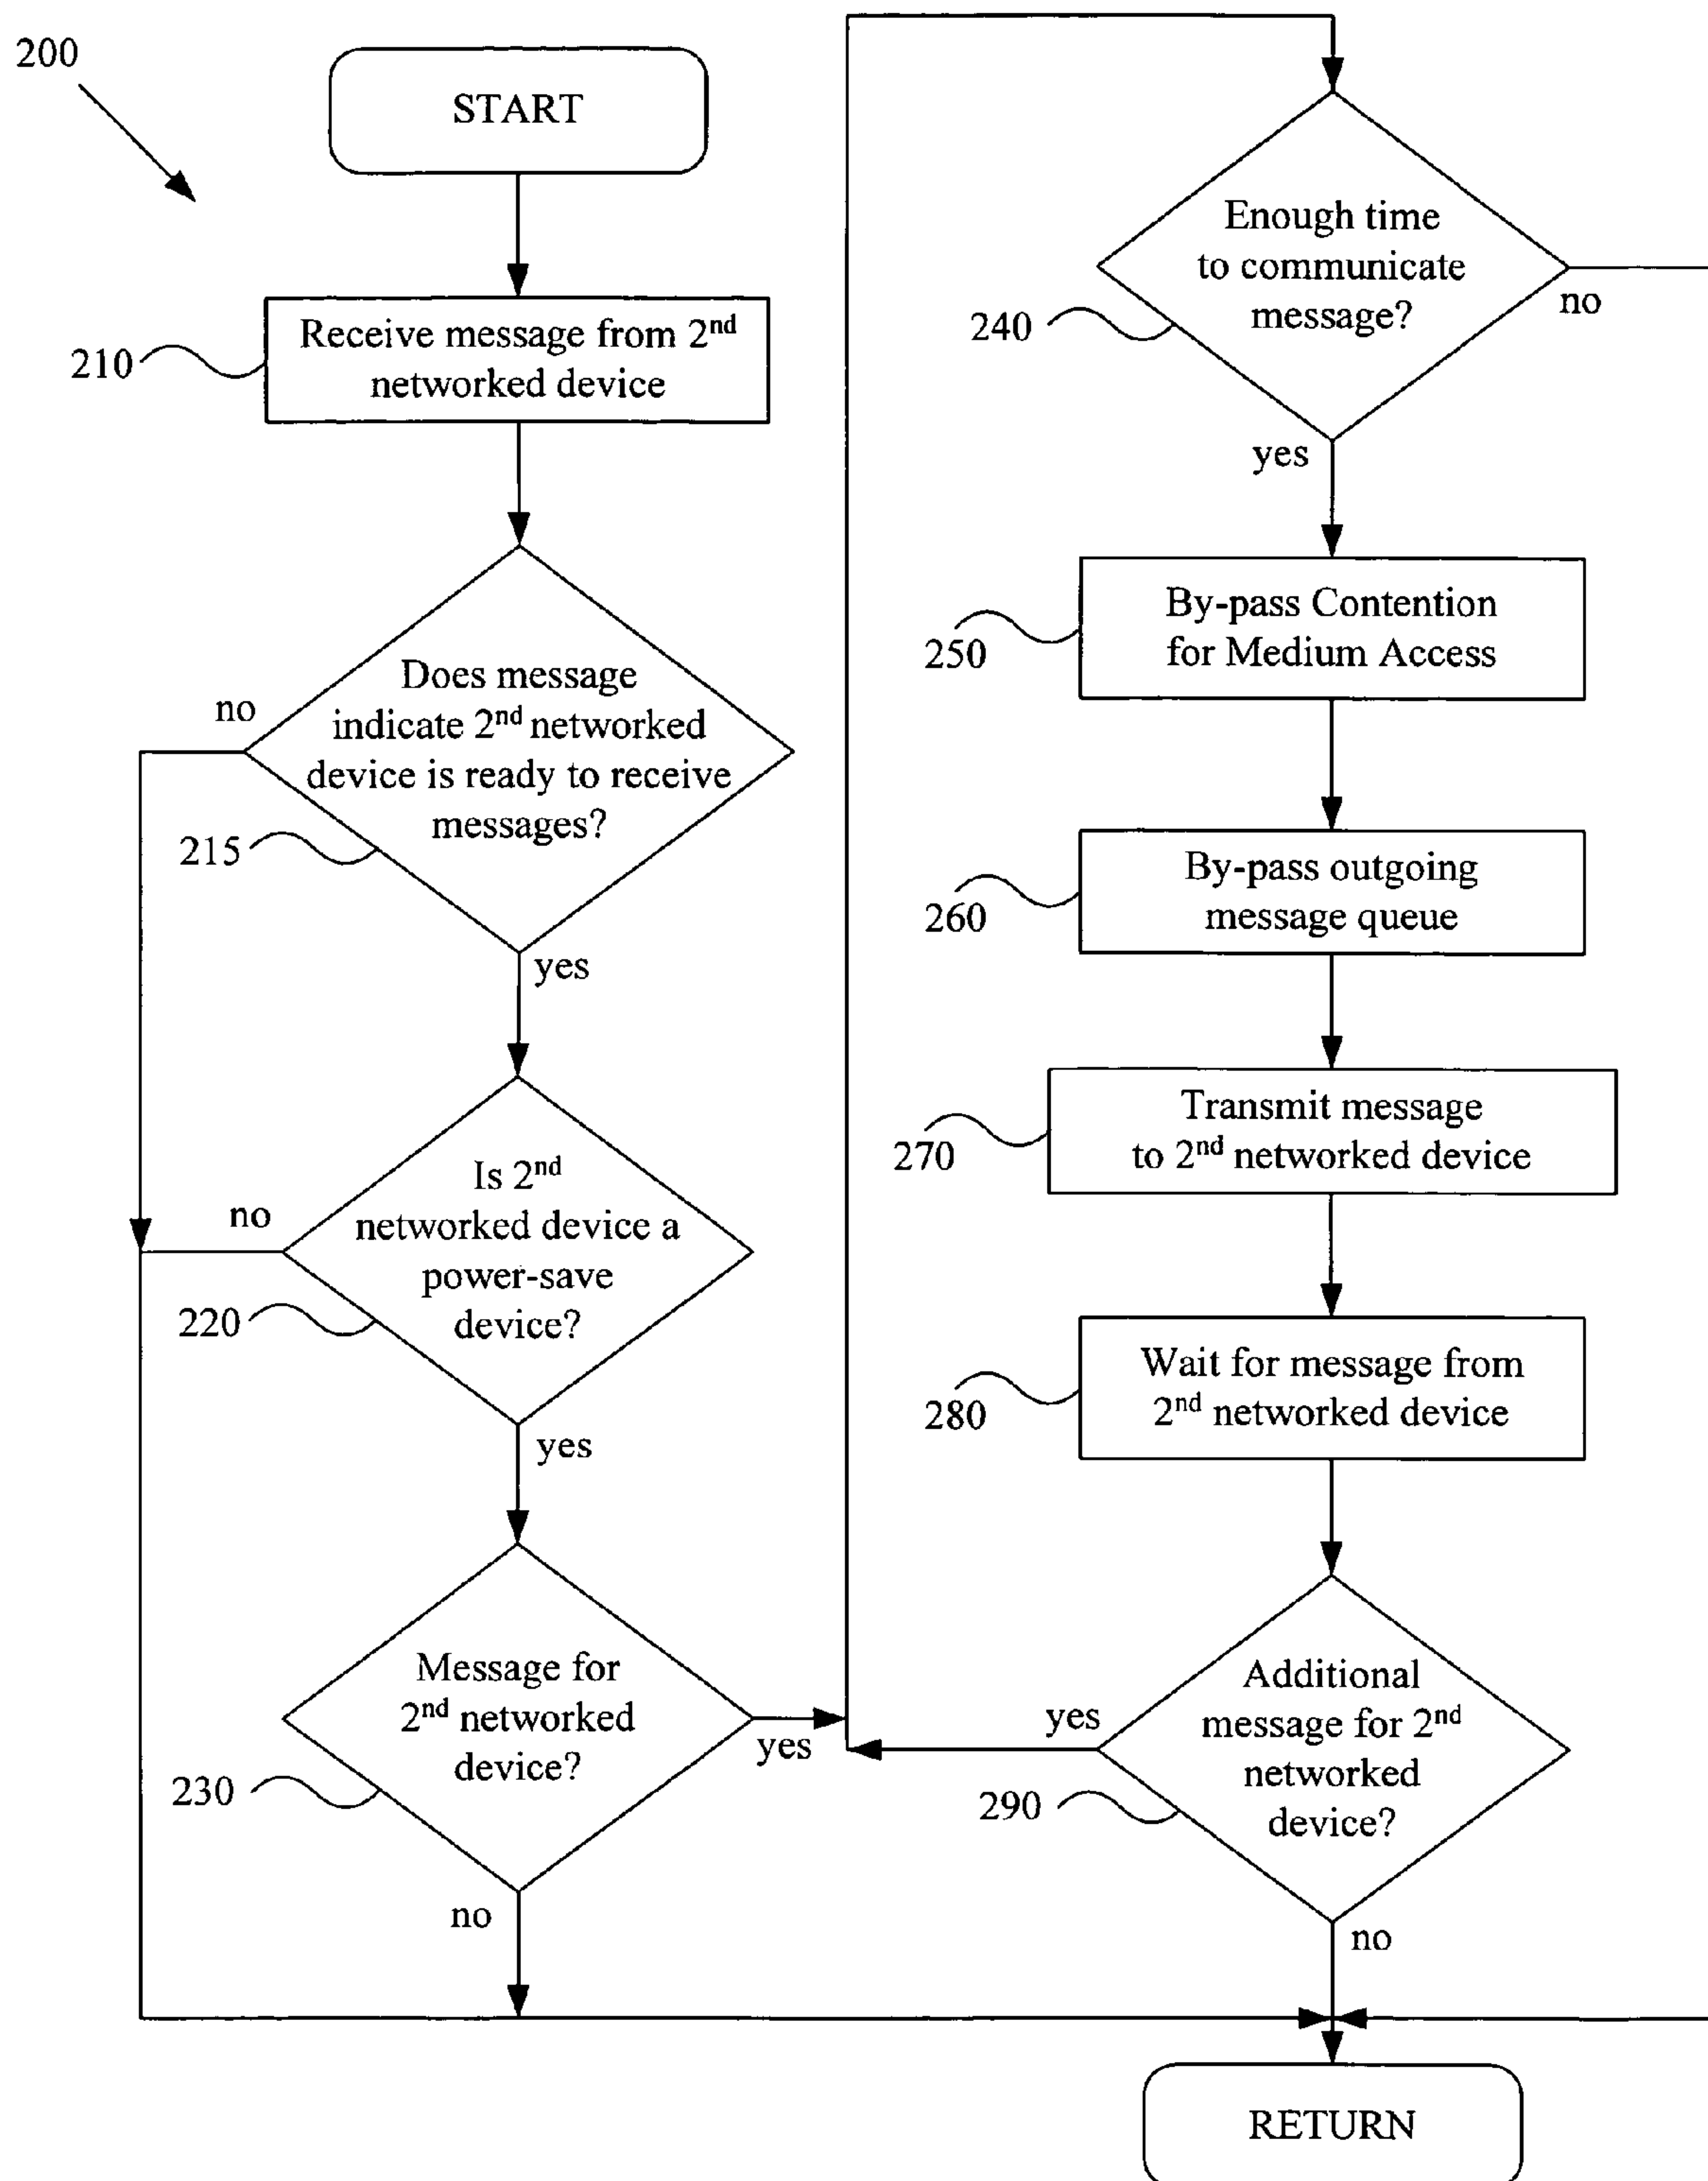 200
START
210
Receive message from 2nd
networked device
no
Does message
indicate 2nd networked
device is ready to receive
messages?
215
yes
no
Is 2nd
networked device a
power-save
device?
220
yes
Message for
2nd networked
device?
230
yes
no
Enough time
to communicate
message?
240
no
yes
By-pass Contention
for Medium Access
250
By-pass outgoing
message queue
260
Transmit message
to 2nd networked device
270
Wait for message from
2nd networked device
280
yes
Additional
message for 2nd
networked
device?
290
no
RETURN